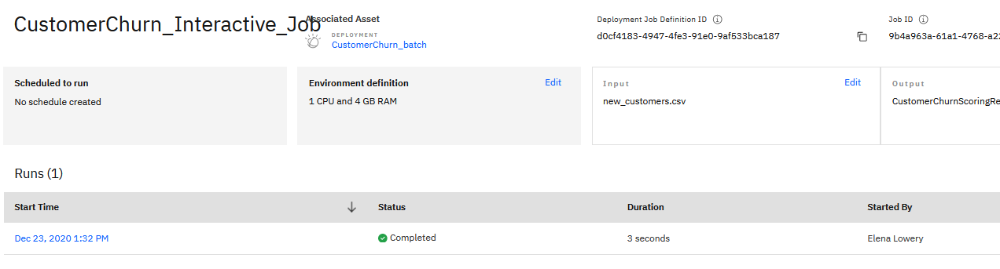 CustomerChurn_Interactive_Job
Associated Asset
DEPLOYMENT
CustomerChurn_batch
Deployment Job Definition ID
d0cf4183-4947-4fe3-91e0-9af533bca187
Job ID
9b4a963a-61a1-4768-a22
Scheduled to run
No schedule created
Environment definition Edit
1 CPU and 4 GB RAM
Input Edit
new_customers.csv
Output
CustomerChurnScoringRe
Runs (1)
Start Time Status Duration Started By
Dec 23, 2020 1:32 PM Completed 3 seconds Elena Lowery